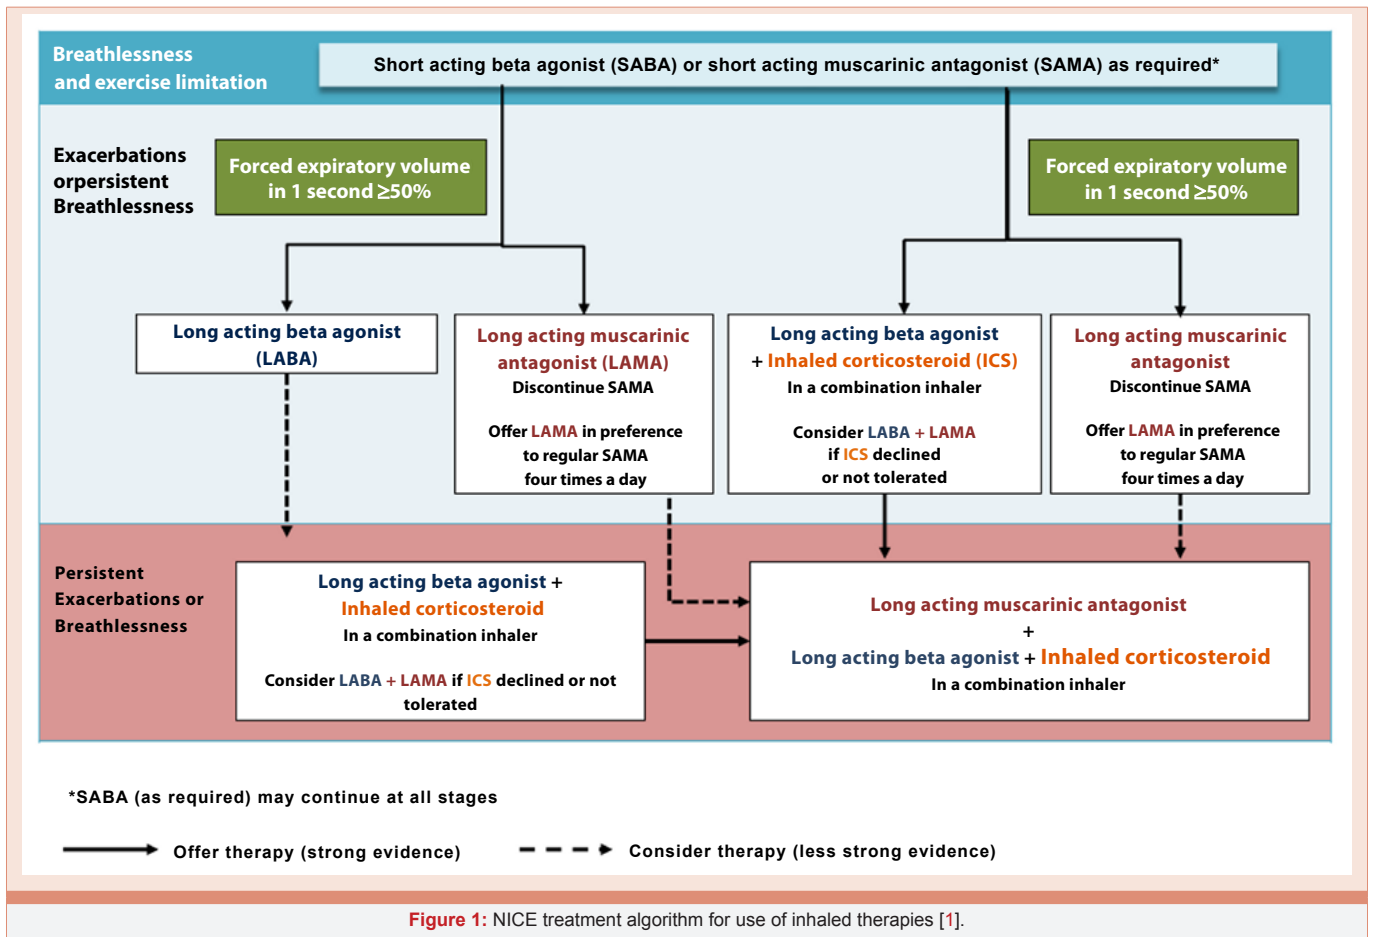 Breathlessness
and exercise limitation
Short acting beta agonist (SABA) or short acting muscarinic antagonist (SAMA) as required*
Exacerbations
orpersistent
Breathlessness
Forced expiratory volume
in 1 second ≥50%
Forced expiratory volume
in 1 second ≥50%
Long acting beta agonist
(LABA)
Long acting muscarinic
antagonist (LAMA)
Discontinue SAMA
Offer LAMA in preference
to regular SAMA
four times a day
Long acting beta agonist
+ Inhaled corticosteroid (ICS)
In a combination inhaler
Consider LABA + LAMA
if ICS declined
or not tolerated
Long acting muscarinic
antagonist
Discontinue SAMA
Offer LAMA in preference
to regular SAMA
four times a day
Persistent
Exacerbations or
Breathlessness
Long acting beta agonist +
Inhaled corticosteroid
In a combination inhaler
Consider LABA + LAMA if ICS declined or not
tolerated
Long acting muscarinic antagonist
+
Long acting beta agonist + Inhaled corticosteroid
In a combination inhaler
*SABA (as required) may continue at all stages
Offer therapy (strong evidence)
Consider therapy (less strong evidence)
Figure 1: NICE treatment algorithm for use of inhaled therapies [1].